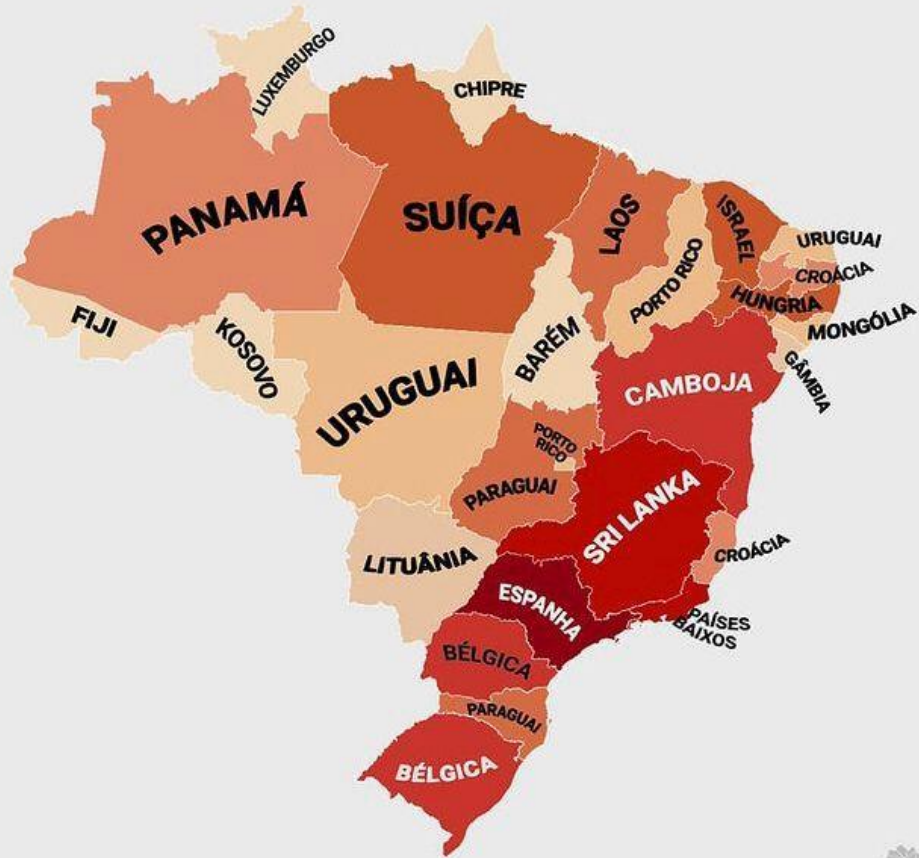 LUXEMBURGO
CHIPRE
PANAMÁ
SUÍÇA
LAOS
PORTO RICO
ISRAEL
URUGUAI
CROÁCIA
HUNGRIA
MONGÓLIA
FIJI
KOSOVO
BARÉM
GÂMBIA
URUGUAI
CAMBOJA
PORTO
RICO
PARAGUAI
SRI LANKA
LITUÂNIA
CROÁCIA
ESPANHA
PAÍSES
BAIXOS
BÉLGICA
PARAGUAI
BÉLGICA